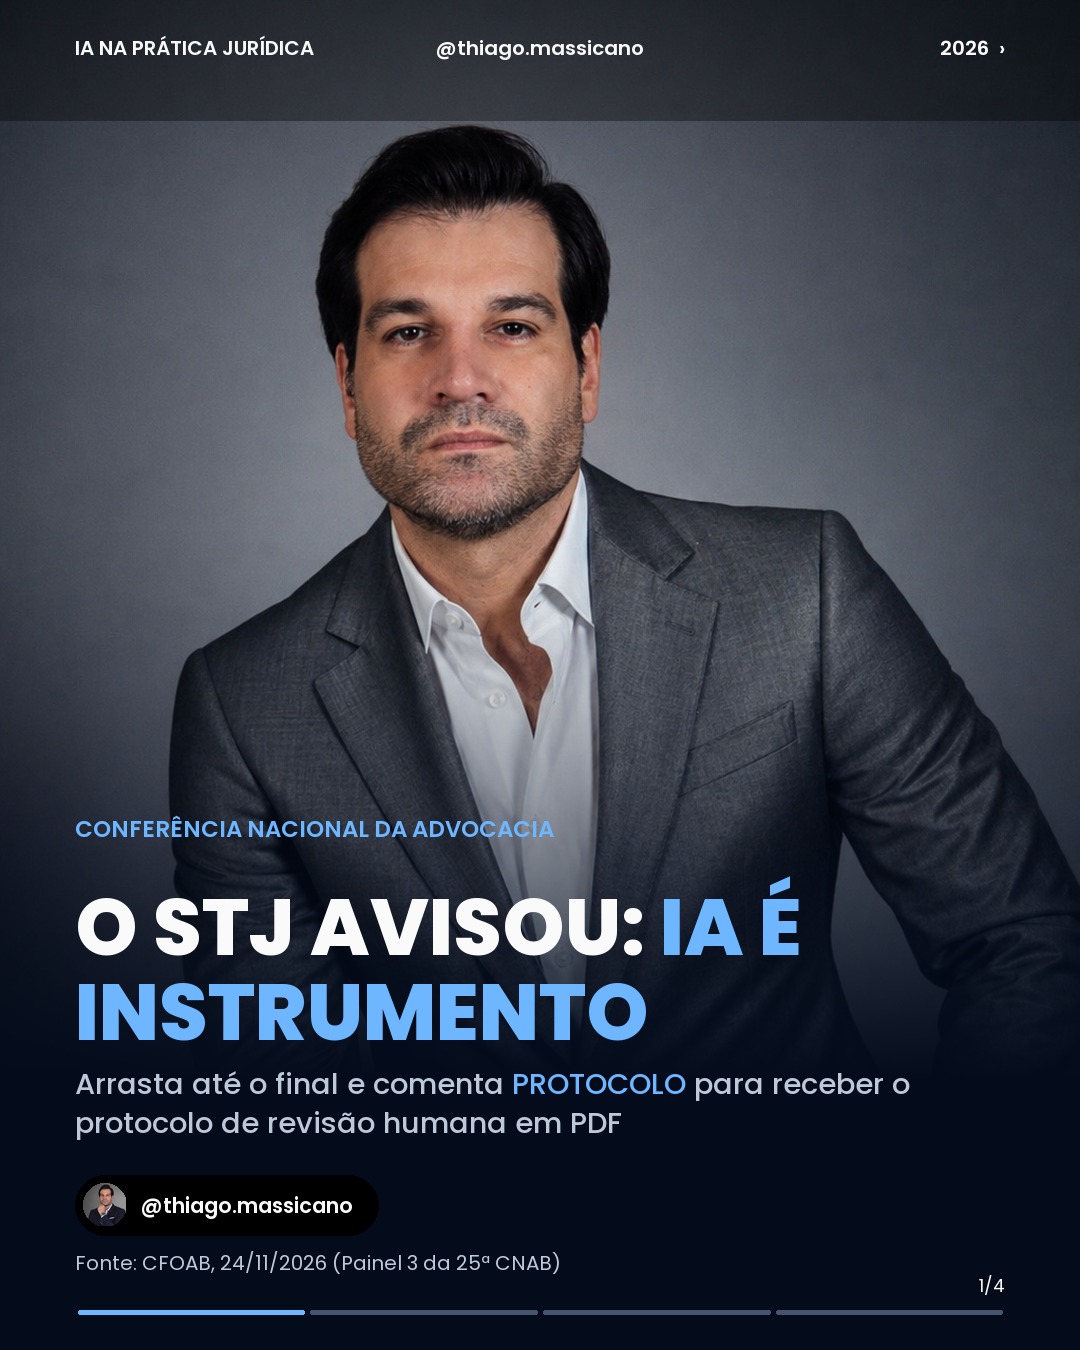 IA NA PRÁTICA JURÍDICA
@thiago.massicano
2026 ›
CONFERÊNCIA NACIONAL DA ADVOCACIA
O STJ AVISOU: IA É
INSTRUMENTO
Arrasta até o final e comenta PROTOCOLO para receber o
protocolo de revisão humana em PDF
@thiago.massicano
Fonte: CFOAB, 24/11/2026 (Painel 3 da 25ª CNAB)
1/4